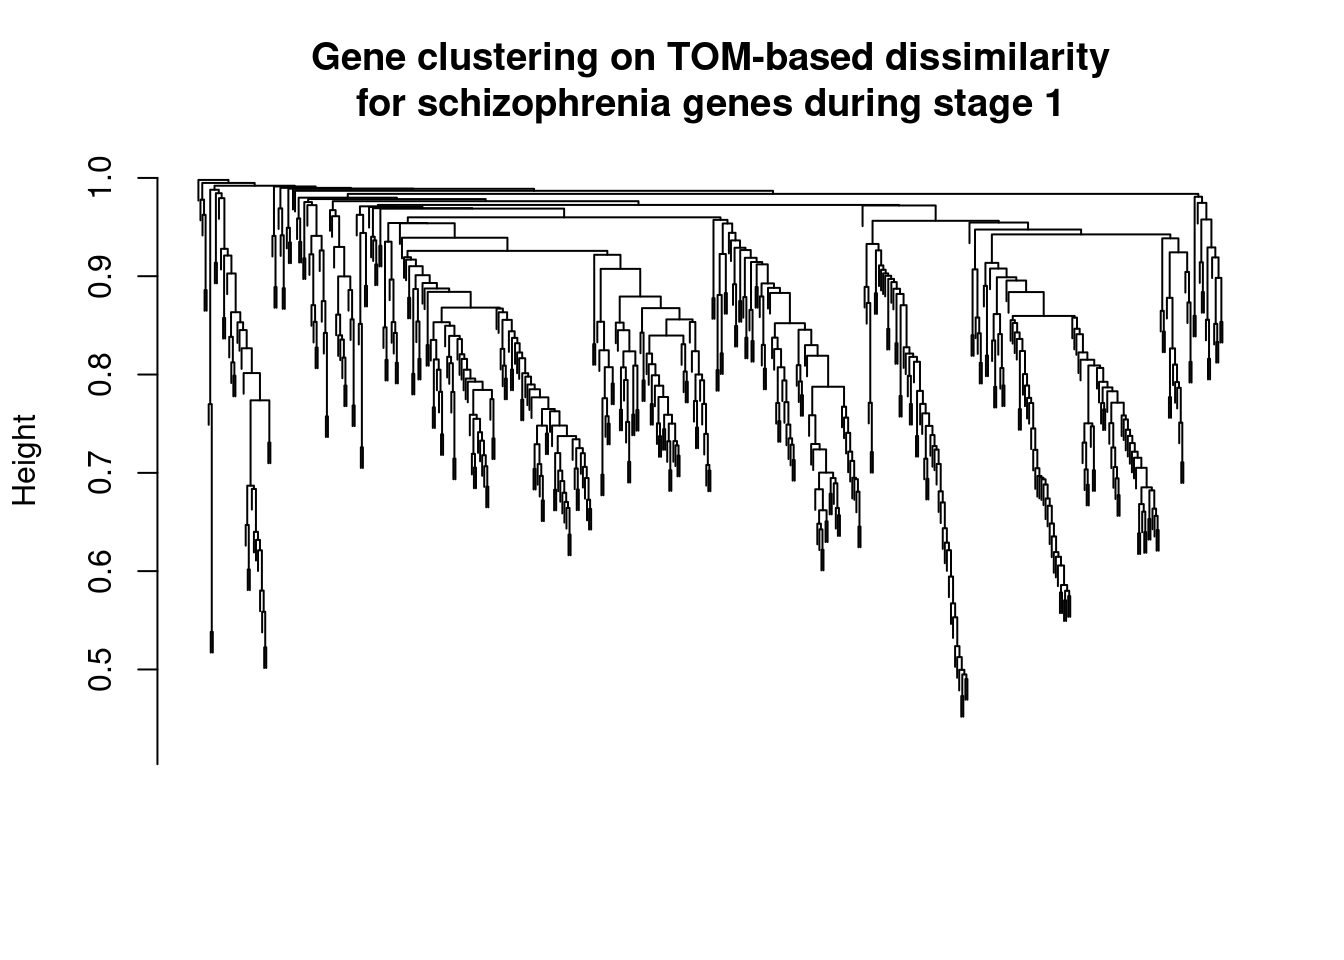 Gene clustering on TOM-based dissimilarity
for schizophrenia genes during stage 1
Height
1.0
0.9
0.8
0.7
0.6
0.5